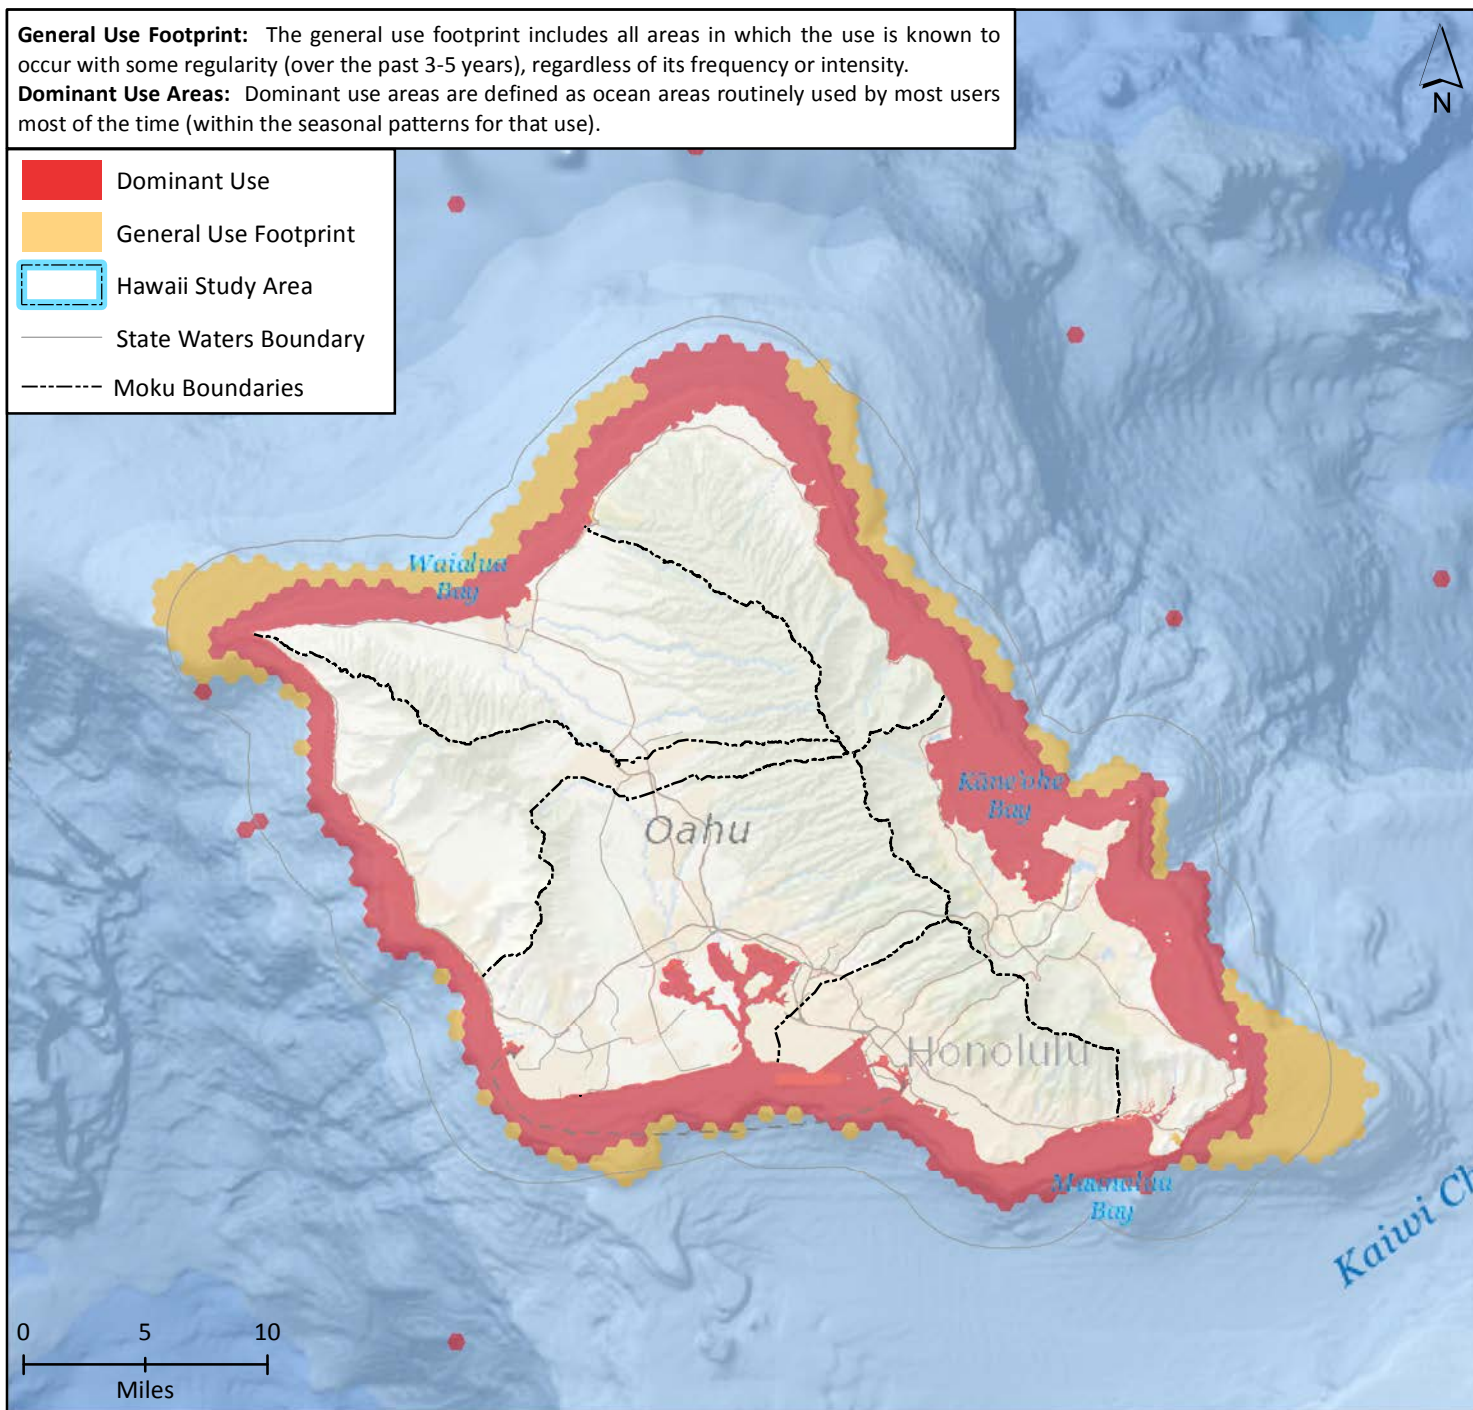 General Use Footprint: The general use footprint includes all areas in which the use is known to
occur with some regularity (over the past 3-5 years), regardless of its frequency or intensity.
Dominant Use Areas: Dominant use areas are defined as ocean areas routinely used by most users
most of the time (within the seasonal patterns for that use).
N
Dominant Use
General Use Footprint
Hawaii Study Area
State Waters Boundary
Moku Boundaries
Waialua
Bay
Kāne'ohe
Bay
Oahu
Honolulu
Maunalua
Bay
Kaiwi Ch
0 5 10
Miles